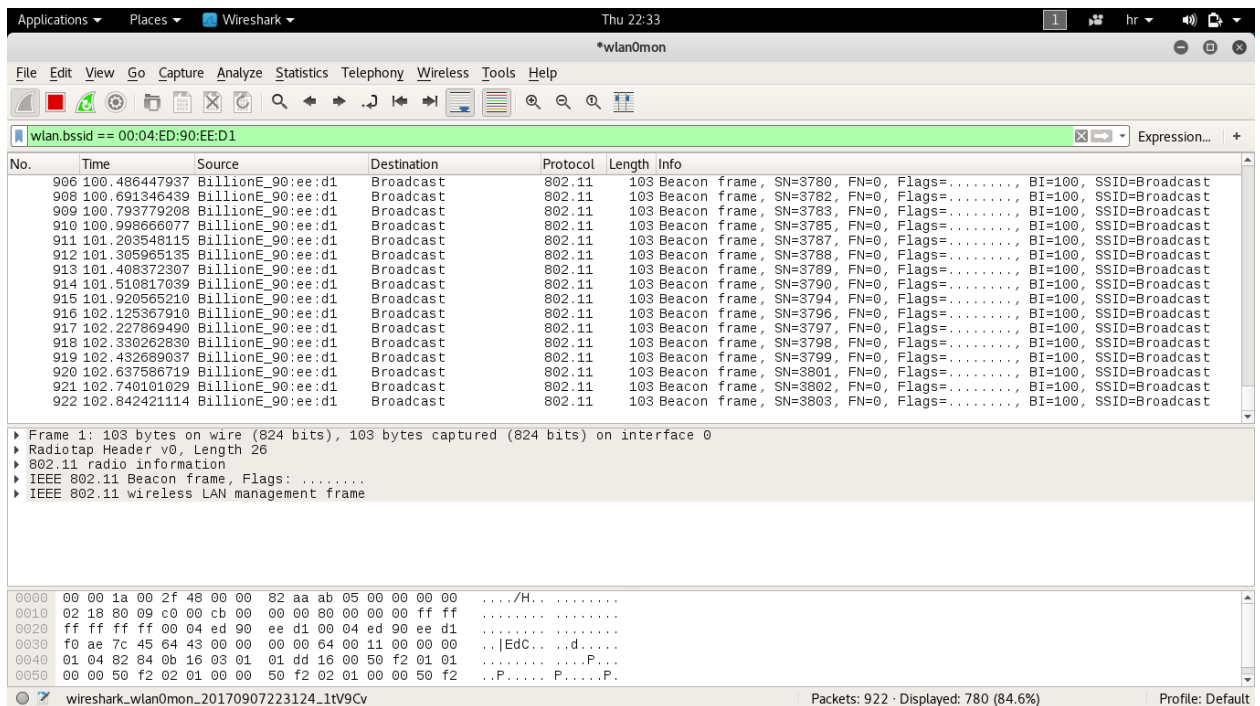 Applications Places Wireshark Thu 22:33 1 hr
*wlan0mon
File Edit View Go Capture Analyze Statistics Telephony Wireless Tools Help
wlan.bssid == 00:04:ED:90:EE:D1 Expression... +
No. Time Source Destination Protocol Length Info
906 100.486447937 BillionE_90:ee:d1 Broadcast 802.11 103 Beacon frame, SN=3780, FN=0, Flags=........, BI=100, SSID=Broadcast
908 100.691346439 BillionE_90:ee:d1 Broadcast 802.11 103 Beacon frame, SN=3782, FN=0, Flags=........, BI=100, SSID=Broadcast
909 100.793779208 BillionE_90:ee:d1 Broadcast 802.11 103 Beacon frame, SN=3783, FN=0, Flags=........, BI=100, SSID=Broadcast
910 100.998666077 BillionE_90:ee:d1 Broadcast 802.11 103 Beacon frame, SN=3785, FN=0, Flags=........, BI=100, SSID=Broadcast
911 101.203548115 BillionE_90:ee:d1 Broadcast 802.11 103 Beacon frame, SN=3787, FN=0, Flags=........, BI=100, SSID=Broadcast
912 101.305965135 BillionE_90:ee:d1 Broadcast 802.11 103 Beacon frame, SN=3788, FN=0, Flags=........, BI=100, SSID=Broadcast
913 101.408372307 BillionE_90:ee:d1 Broadcast 802.11 103 Beacon frame, SN=3789, FN=0, Flags=........, BI=100, SSID=Broadcast
914 101.510817039 BillionE_90:ee:d1 Broadcast 802.11 103 Beacon frame, SN=3790, FN=0, Flags=........, BI=100, SSID=Broadcast
915 101.920565210 BillionE_90:ee:d1 Broadcast 802.11 103 Beacon frame, SN=3794, FN=0, Flags=........, BI=100, SSID=Broadcast
916 102.125367910 BillionE_90:ee:d1 Broadcast 802.11 103 Beacon frame, SN=3796, FN=0, Flags=........, BI=100, SSID=Broadcast
917 102.227869490 BillionE_90:ee:d1 Broadcast 802.11 103 Beacon frame, SN=3797, FN=0, Flags=........, BI=100, SSID=Broadcast
918 102.330262830 BillionE_90:ee:d1 Broadcast 802.11 103 Beacon frame, SN=3798, FN=0, Flags=........, BI=100, SSID=Broadcast
919 102.432689037 BillionE_90:ee:d1 Broadcast 802.11 103 Beacon frame, SN=3799, FN=0, Flags=........, BI=100, SSID=Broadcast
920 102.637586719 BillionE_90:ee:d1 Broadcast 802.11 103 Beacon frame, SN=3801, FN=0, Flags=........, BI=100, SSID=Broadcast
921 102.740101029 BillionE_90:ee:d1 Broadcast 802.11 103 Beacon frame, SN=3802, FN=0, Flags=........, BI=100, SSID=Broadcast
922 102.842421114 BillionE_90:ee:d1 Broadcast 802.11 103 Beacon frame, SN=3803, FN=0, Flags=........, BI=100, SSID=Broadcast
Frame 1: 103 bytes on wire (824 bits), 103 bytes captured (824 bits) on interface 0
Radiotap Header v0, Length 26
802.11 radio information
IEEE 802.11 Beacon frame, Flags: ........
IEEE 802.11 wireless LAN management frame
0000 00 00 1a 00 2f 48 00 00 82 aa ab 05 00 00 00 00 ..../H.. ........
0010 02 18 80 09 c0 00 cb 00 00 00 80 00 00 00 ff ff ........ ........
0020 ff ff ff ff 00 04 ed 90 ee d1 00 04 ed 90 ee d1 ........ ........
0030 f0 ae 7c 45 64 43 00 00 00 00 64 00 11 00 00 00 ..|EdC.. ..d.....
0040 01 04 82 84 0b 16 03 01 01 dd 16 00 50 f2 01 01 ........ ....P...
0050 00 00 50 f2 02 01 00 00 50 f2 02 01 00 00 50 f2 ..P..... P.....P.
wireshark_wlan0mon_20170907223124_1tV9Cv Packets: 922 · Displayed: 780 (84.6%) Profile: Default